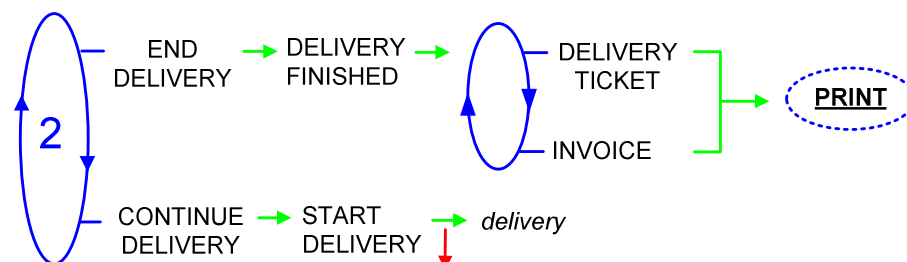 END
DELIVERY
DELIVERY
FINISHED
DELIVERY
TICKET
PRINT
2
INVOICE
CONTINUE
DELIVERY
START
DELIVERY
delivery